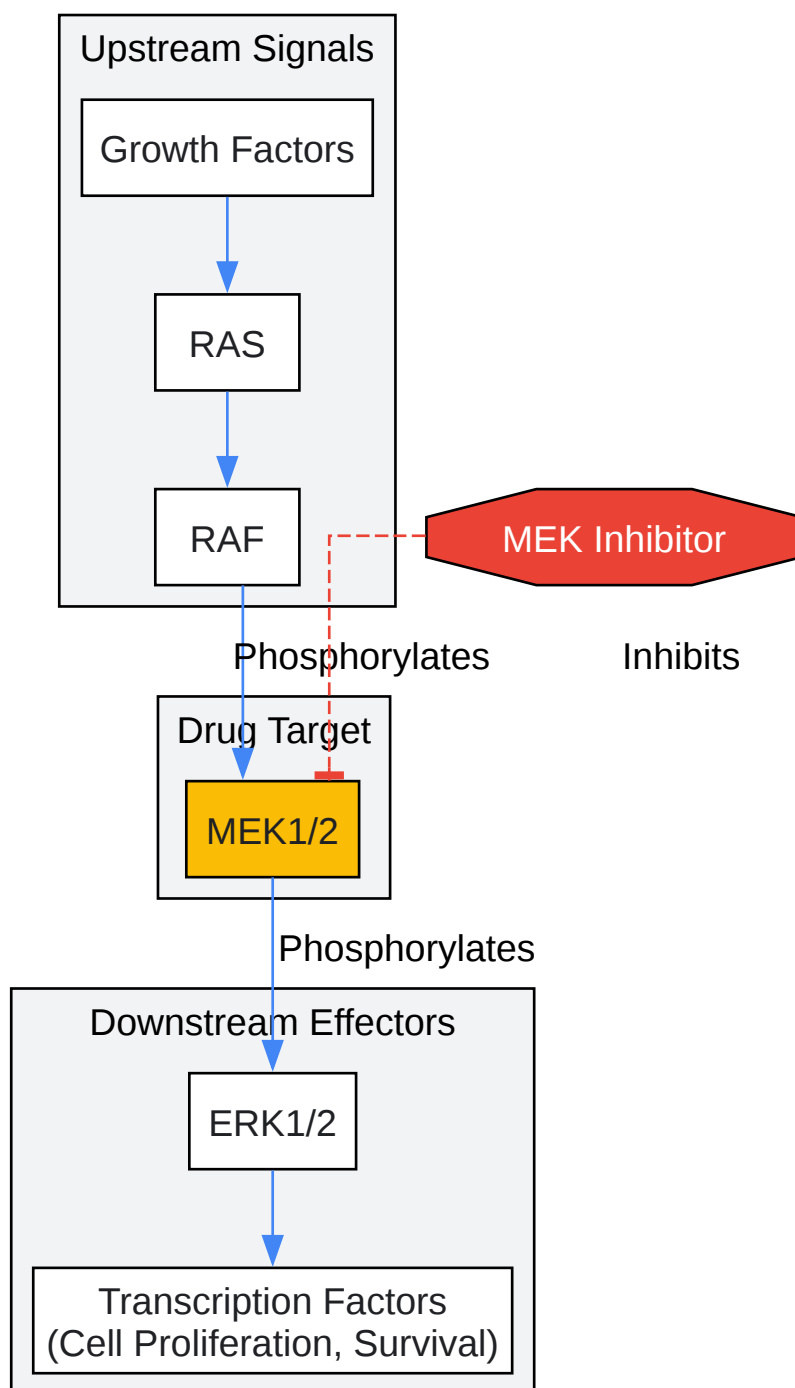 Upstream Signals
Growth Factors
RAS
RAF
MEK Inhibitor
Phosphorylates
Inhibits
Drug Target
MEK1/2
Phosphorylates
Downstream Effectors
ERK1/2
Transcription Factors
(Cell Proliferation, Survival)